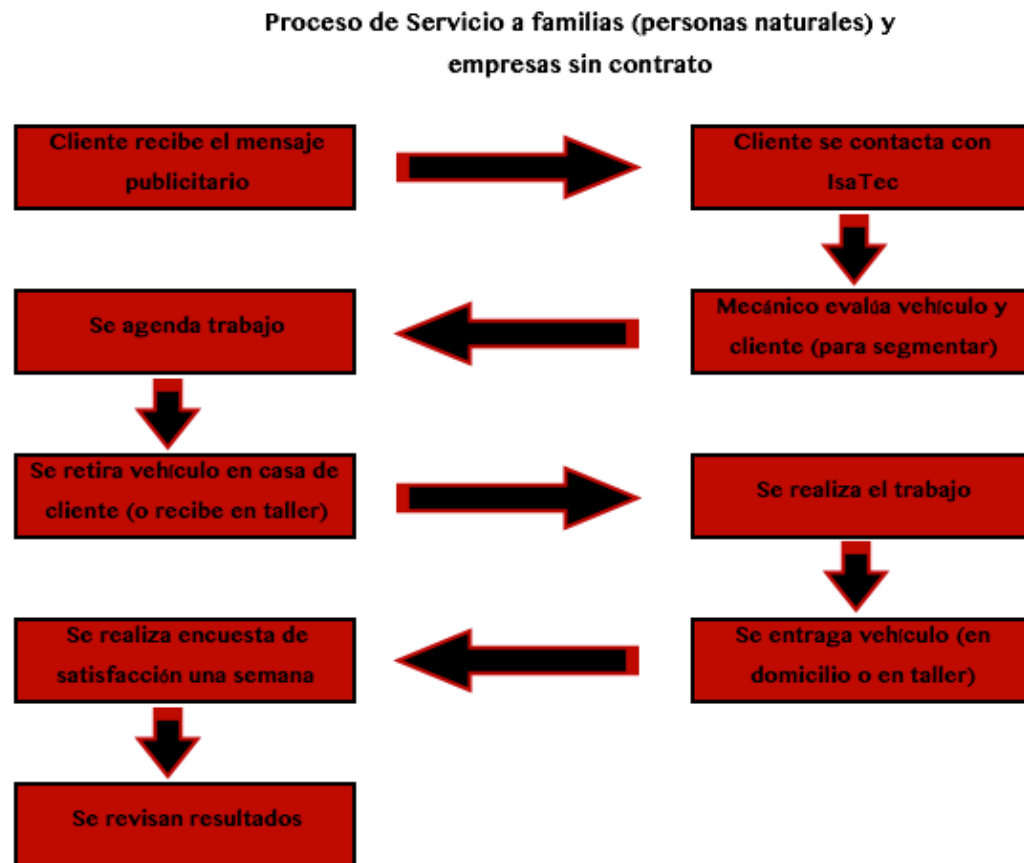 Proceso de Servicio a familias (personas naturales) y
empresas sin contrato
Cliente recibe el mensaje
publicitario
Cliente se contacta con
IsaTec
Mecánico evalúa vehículo y
cliente (para segmentar)
Se agenda trabajo
Se retira vehículo en casa de
cliente (o recibe en taller)
Se realiza el trabajo
Se entraga vehículo (en
domicilio o en taller)
Se realiza encuesta de
satisfacción una semana
Se revisan resultados